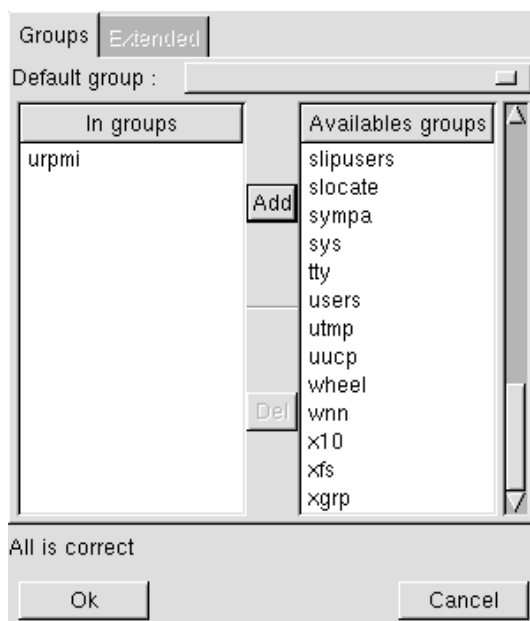 Groups
Extended
Default group :
In groups
Availables groups
urpmi
Add
Del
slipusers
slocate
sympa
sys
tty
users
utmp
uucp
wheel
wnn
x10
xfs
xgrp
All is correct
Ok
Cancel